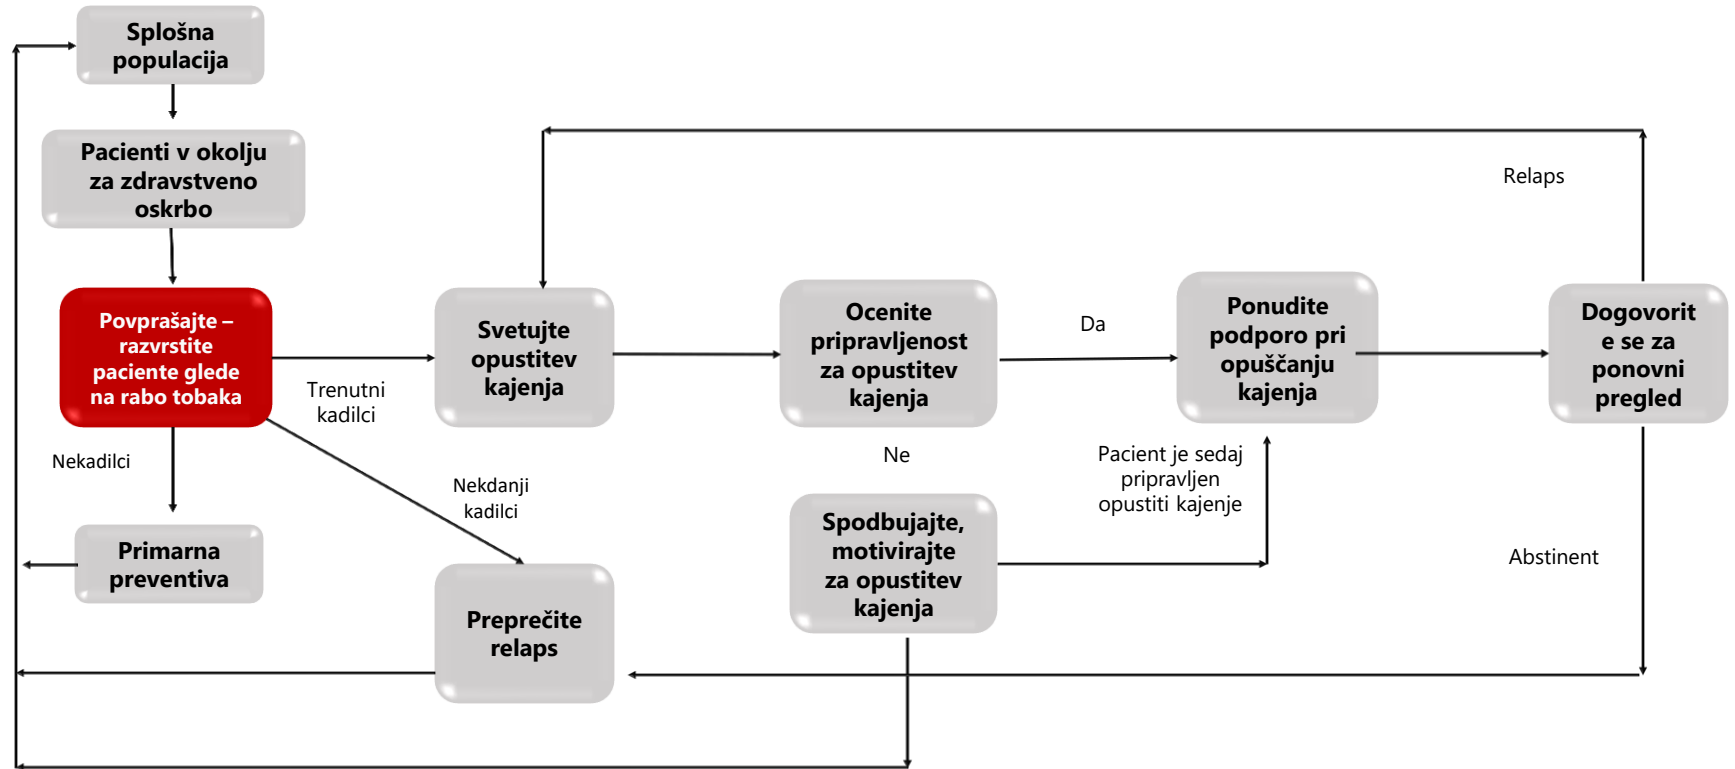 Splošna
populacija
Pacienti v okolju
za zdravstveno
oskrbo
Povprašajte –
razvrstite
paciente glede
na rabo tobaka
Trenutni
kadilci
Nekadilci
Nekdanji
kadilci
Primarna
preventiva
Svetujte
opustitev
kajenja
Preprečite
relaps
Ocenite
pripravljenost
za opustitev
kajenja
Da
Ne
Spodbujajte,
motivirajte
za opustitev
kajenja
Pacient je sedaj
pripravljen
opustiti kajenje
Ponudite
podporo pri
opuščanju
kajenja
Dogovorit
e se za
ponovni
pregled
Relaps
Abstinent